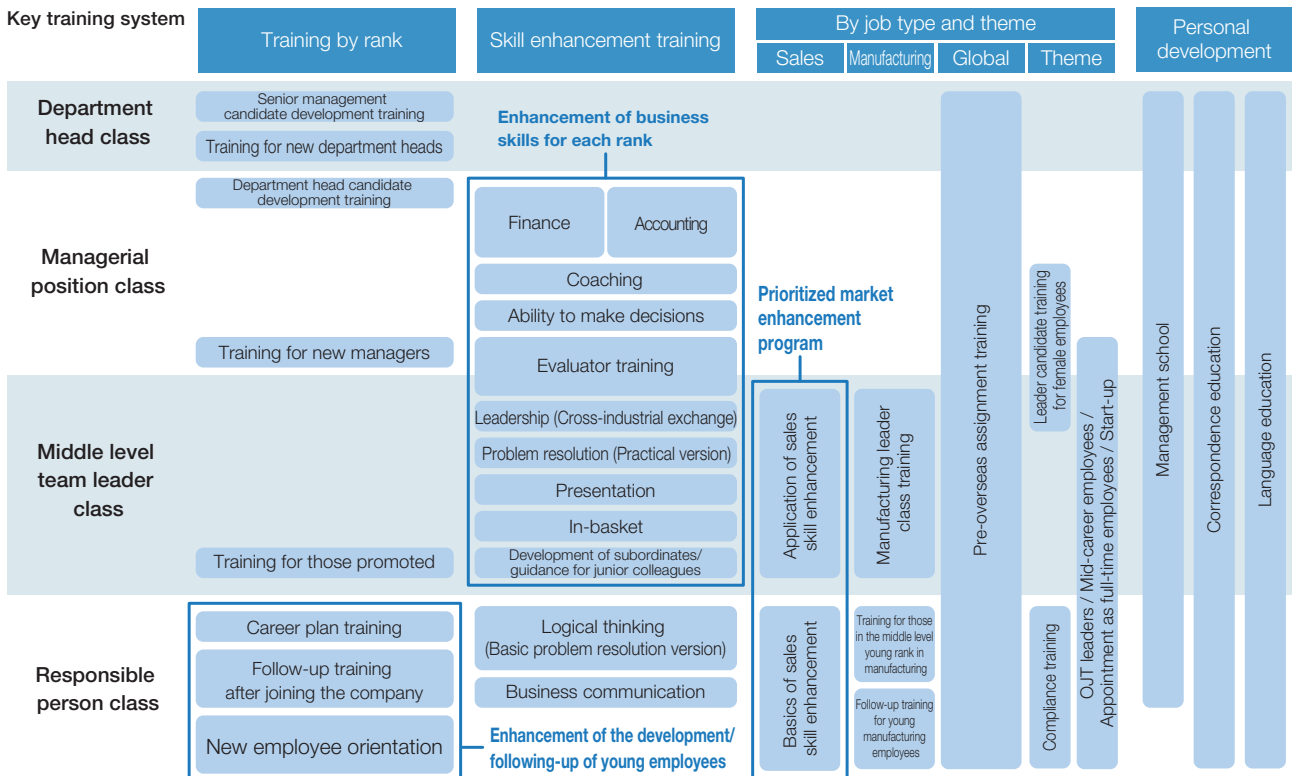 Key training system
Training by rank
Skill enhancement training
By job type and theme
Sales
Manufacturing
Global
Theme
Personal
development
Department
head class
Senior management
candidate development training
Training for new department heads
Enhancement of business
skills for each rank
Managerial
position class
Department head candidate
development training
Training for new managers
Finance
Accounting
Coaching
Ability to make decisions
Evaluator training
Leadership (Cross-industrial exchange)
Problem resolution (Practical version)
Presentation
In-basket
Development of subordinates/
guidance for junior colleagues
Prioritized market
enhancement
program
Middle level
team leader
class
Training for those promoted
Application of sales
skill enhancement
Manufacturing leader
class training
Pre-overseas assignment training
Leader candidate training
for female employees
OJT leaders / Mid-career employees /
Appointment as full-time employees / Start-up
Management school
Correspondence education
Language education
Responsible
person class
Career plan training
Follow-up training
after joining the company
New employee orientation
Logical thinking
(Basic problem resolution version)
Business communication
Enhancement of the development/
following-up of young employees
Basics of sales
skill enhancement
Training for those
in the middle level
young rank in
manufacturing
Follow-up training
for young
manufacturing
employees
Compliance training